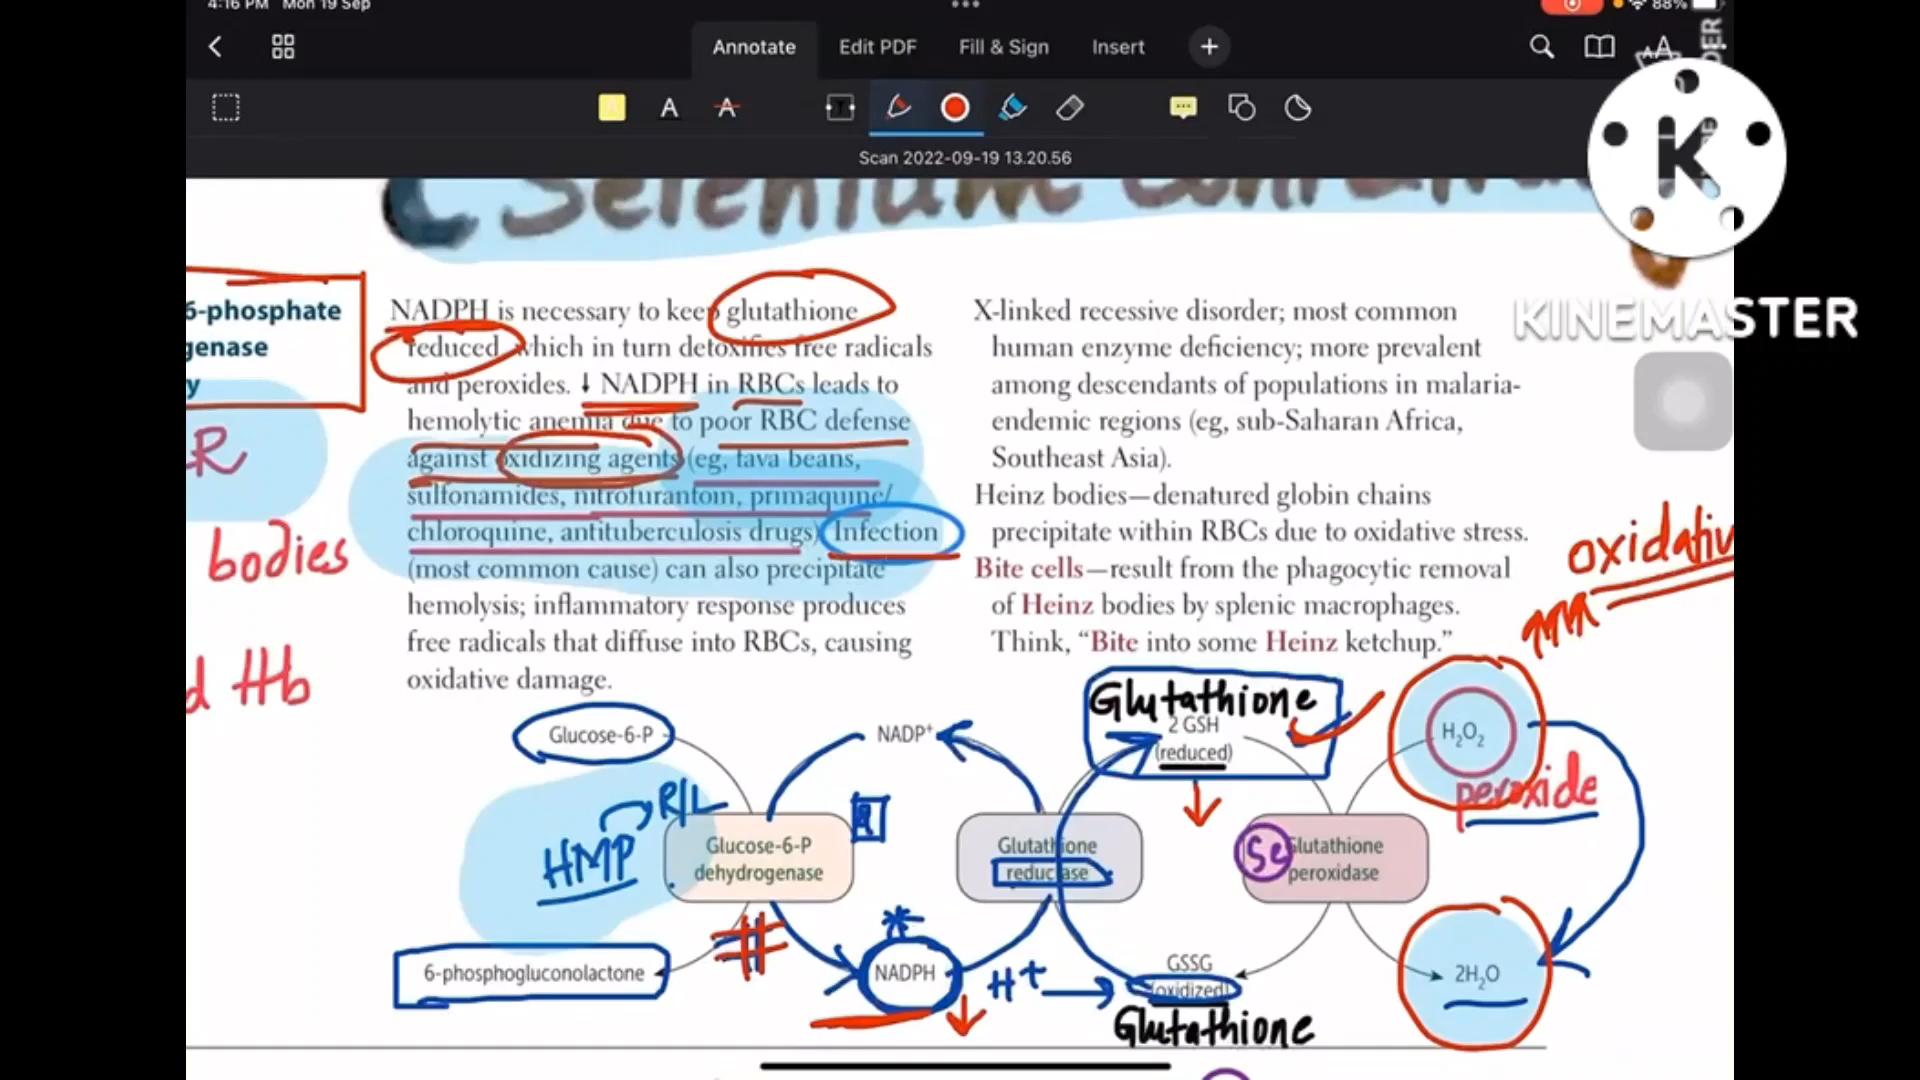 4:16 PM Mon 19 Sep
88%
Annotate Edit PDF Fill & Sign Insert
Scan 2022-09-19 13.20.56
K
KINEMASTER
(Selenium
6-phosphate
genase
y
R
bodies
d Hb
NADPH is necessary to keep glutathione
reduced, which in turn detoxifies free radicals
and peroxides. ↓ NADPH in RBCs leads to
hemolytic anemia due to poor RBC defense
against oxidizing agents (eg, fava beans,
sulfonamides, nitrofurantoin, primaquine/
chloroquine, antituberculosis drugs). Infection
(most common cause) can also precipitate
hemolysis; inflammatory response produces
free radicals that diffuse into RBCs, causing
oxidative damage.
X-linked recessive disorder; most common
human enzyme deficiency; more prevalent
among descendants of populations in malaria-
endemic regions (eg, sub-Saharan Africa,
Southeast Asia).
Heinz bodies—denatured globin chains
precipitate within RBCs due to oxidative stress.
Bite cells—result from the phagocytic removal
of Heinz bodies by splenic macrophages.
Think, “Bite into some Heinz ketchup.”
oxidativ
Glucose-6-P
NADP⁺
Glutathione
2 GSH
(reduced)
H₂O₂
peroxide
HMP
R/L
Glucose-6-P
dehydrogenase
Glutathione
reductase
Se
Glutathione
peroxidase
6-phosphogluconolactone
NADPH
H+
GSSG
(oxidized)
Glutathione
2H₂O